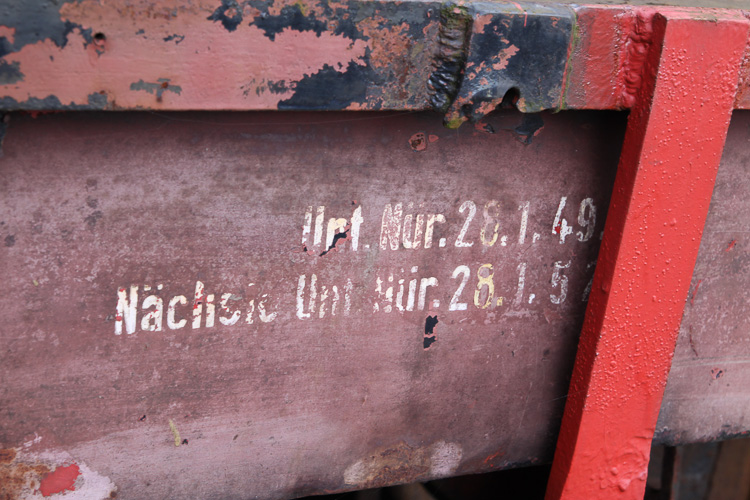 Unt. Nür. 28.1.49.
Nächste Unt Nür. 28.1.5